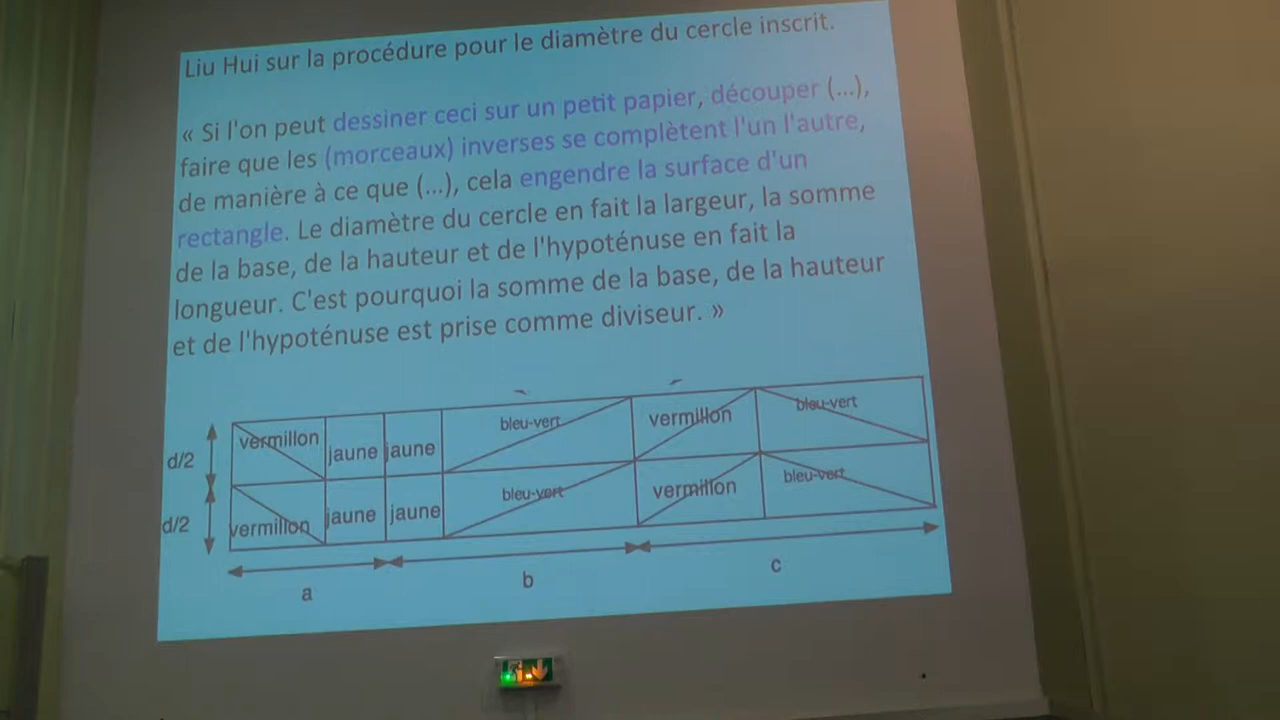 Liu Hui sur la procédure pour le diamètre du cercle inscrit.
« Si l'on peut dessiner ceci sur un petit papier, découper (...),
faire que les (morceaux) inverses se complètent l'un l'autre,
de manière à ce que (...), cela engendre la surface d'un
rectangle. Le diamètre du cercle en fait la largeur, la somme
de la base, de la hauteur et de l'hypoténuse en fait la
longueur. C'est pourquoi la somme de la base, de la hauteur
et de l'hypoténuse est prise comme diviseur. »
d/2 vermillon jaune jaune bleu-vert vermillon bleu-vert
d/2 vermillon jaune jaune bleu-vert vermillon bleu-vert
a b c